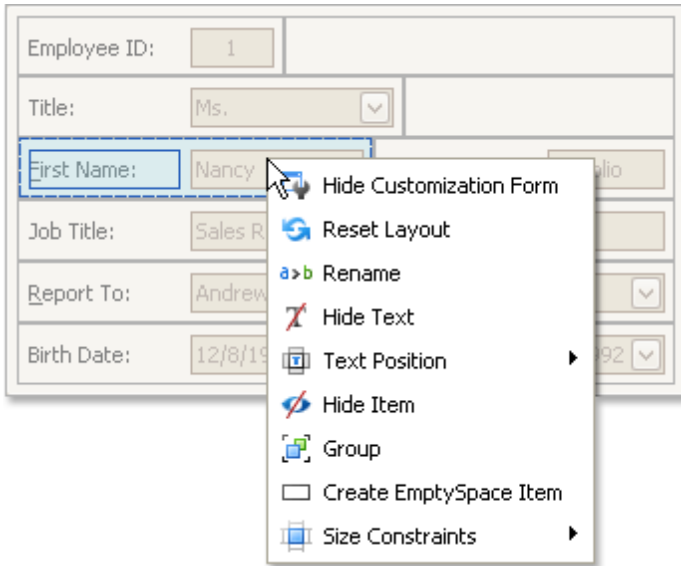 Employee ID: 1
Title: Ms.
First Name: Nancy
Hide Customization Form
Job Title: Sales R
Reset Layout
Rename
Report To: Andrew
Hide Text
Birth Date: 12/8/19 992
Text Position
Hide Item
Group
Create EmptySpace Item
Size Constraints